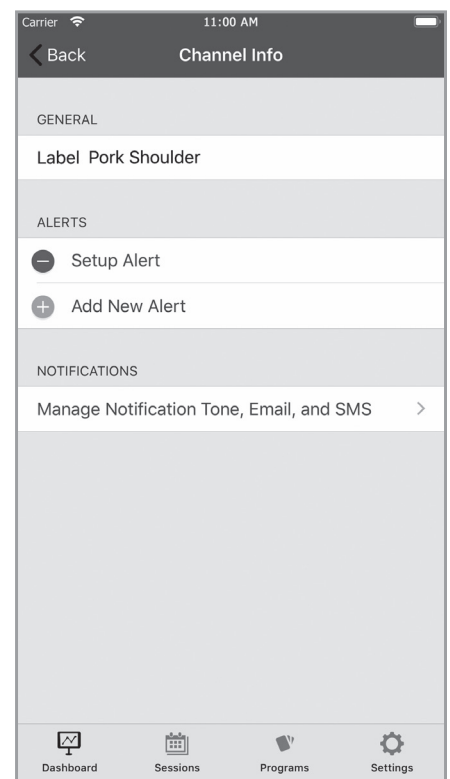 Carrier 11:00 AM
Back Channel Info
GENERAL
Label Pork Shoulder
ALERTS
Setup Alert
Add New Alert
NOTIFICATIONS
Manage Notification Tone, Email, and SMS
Dashboard Sessions Programs Settings